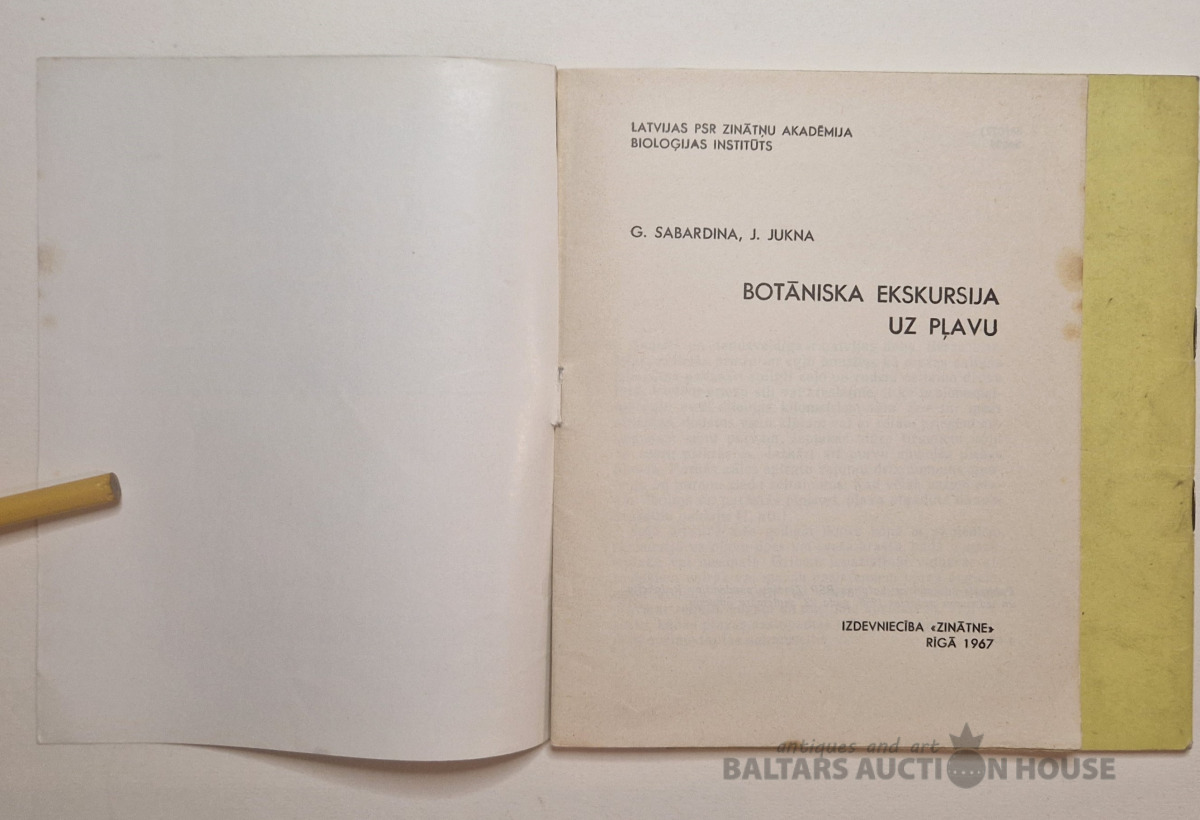 LATVIJAS PSR ZINĀTŅU AKADĒMIJA
BIOLOĢIJAS INSTITŪTS
G. SABARDINA, J. JUKNA
BOTĀNISKA EKSKURSIJA
UZ PĻAVU
IZDEVNIECĪBA «ZINĀTNE»
RĪGĀ 1967
antiques and art
BALTARS AUCTION HOUSE